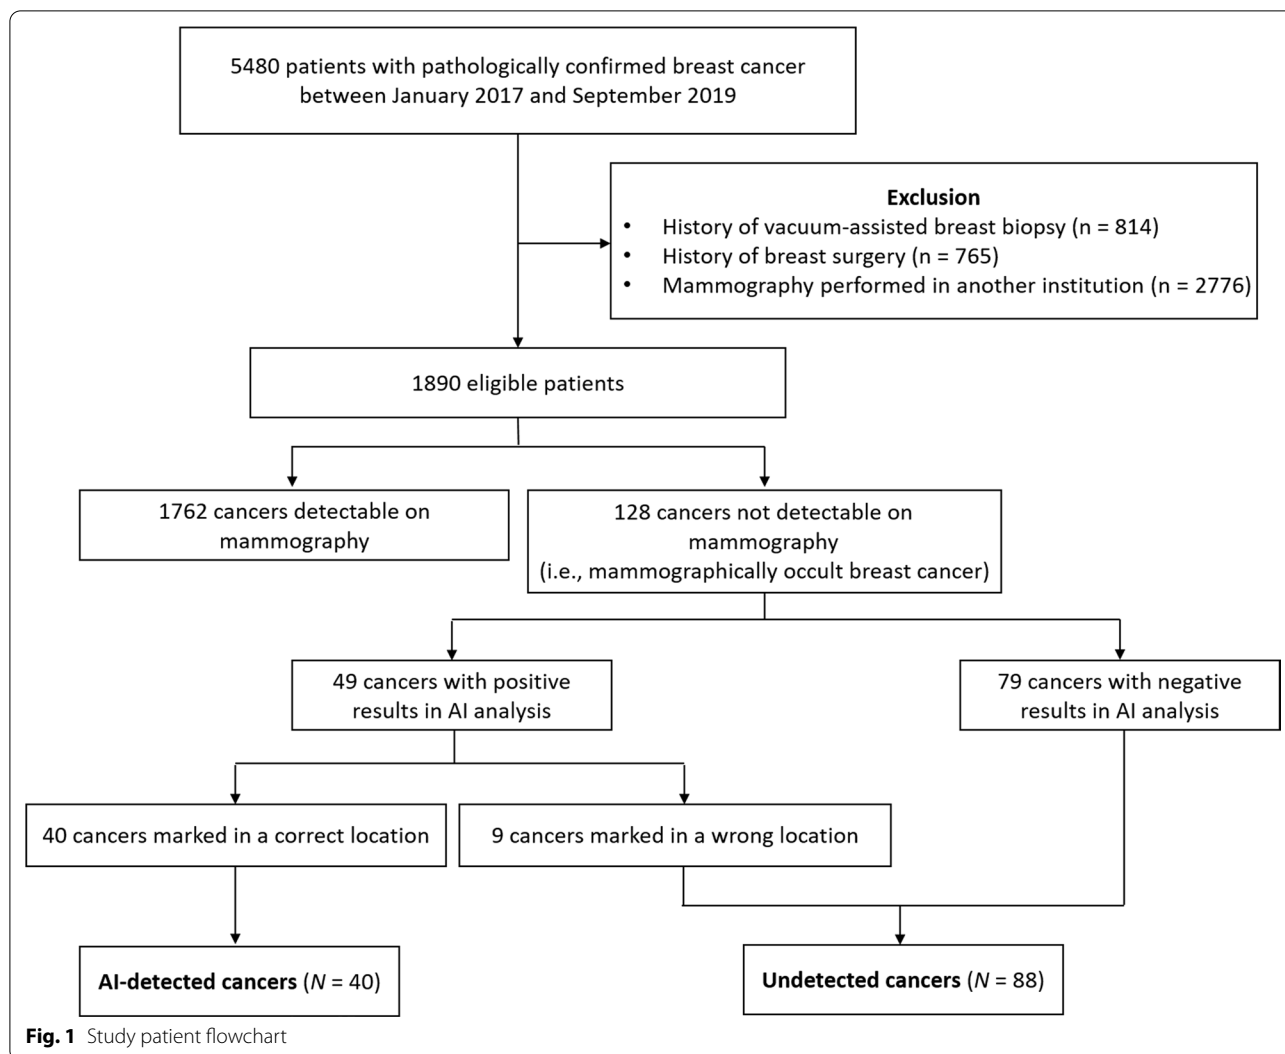 5480 patients with pathologically confirmed breast cancer
between January 2017 and September 2019
Exclusion
• History of vacuum-assisted breast biopsy (n = 814)
• History of breast surgery (n = 765)
• Mammography performed in another institution (n = 2776)
1890 eligible patients
1762 cancers detectable on
mammography
128 cancers not detectable on
mammography
(i.e., mammographically occult breast cancer)
49 cancers with positive
results in AI analysis
79 cancers with negative
results in AI analysis
40 cancers marked in a correct location
9 cancers marked in a wrong location
AI-detected cancers (N = 40)
Undetected cancers (N = 88)
Fig. 1 Study patient flowchart